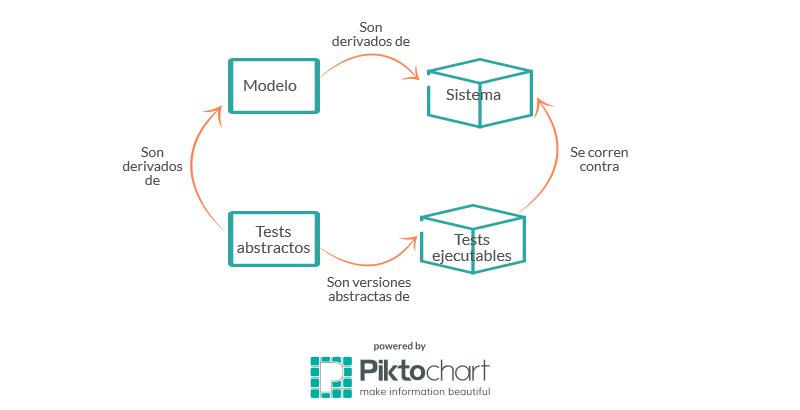 Son
derivados de
Modelo
Sistema
Son
derivados
de
Se corren
contra
Tests
abstractos
Tests
ejecutables
Son versiones
abstractas de
powered by
Piktochart
make information beautiful